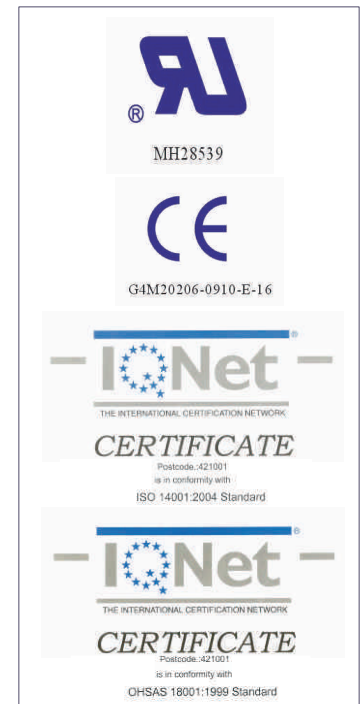 ®
MH28539
CE
G4M20206-0910-E-16
IQNet ®
THE INTERNATIONAL CERTIFICATION NETWORK
CERTIFICATE
Postcode.:421001
is in conformity with
ISO 14001:2004 Standard
IQNet ®
THE INTERNATIONAL CERTIFICATION NETWORK
CERTIFICATE
Postcode.:421001
is in conformity with
OHSAS 18001:1999 Standard